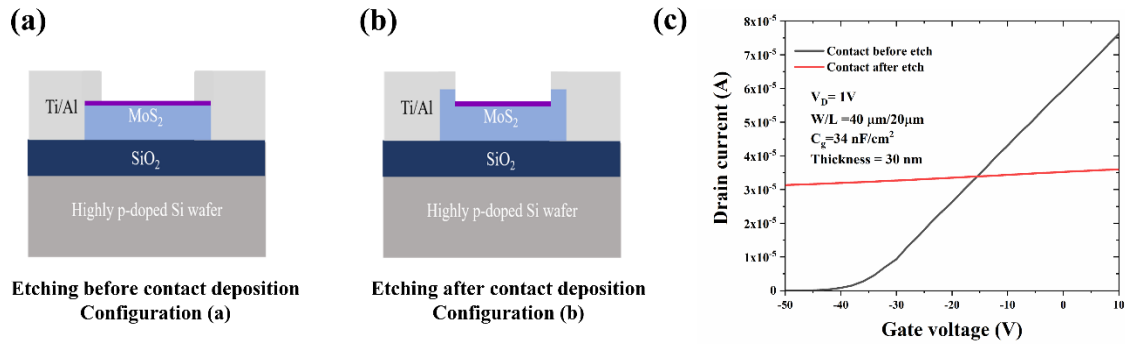 (a)
Ti/Al
MoS₂
SiO₂
Highly p-doped Si wafer
Etching before contact deposition
Configuration (a)
(b)
Ti/Al
MoS₂
SiO₂
Highly p-doped Si wafer
Etching after contact deposition
Configuration (b)
(c)
Drain current (A)
8x10⁻⁵
7x10⁻⁵
6x10⁻⁵
5x10⁻⁵
4x10⁻⁵
3x10⁻⁵
2x10⁻⁵
1x10⁻⁵
0
Contact before etch
Contact after etch
V_D= 1V
W/L =40 μm/20μm
C_g=34 nF/cm²
Thickness = 30 nm
-50 -40 -30 -20 -10 0 10
Gate voltage (V)